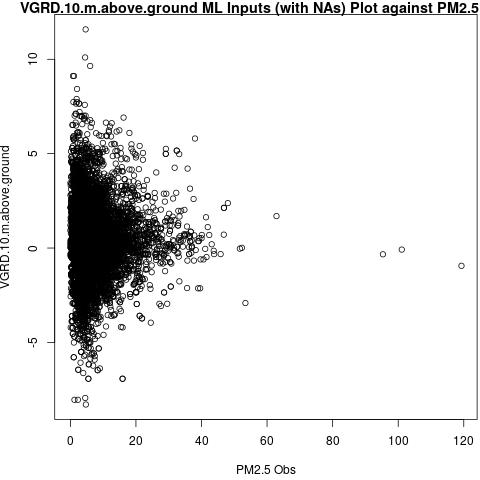 VGRD.10.m.above.ground ML Inputs (with NAs) Plot against PM2.5
VGRD.10.m.above.ground
10
5
0
-5
0 20 40 60 80 100 120
PM2.5 Obs